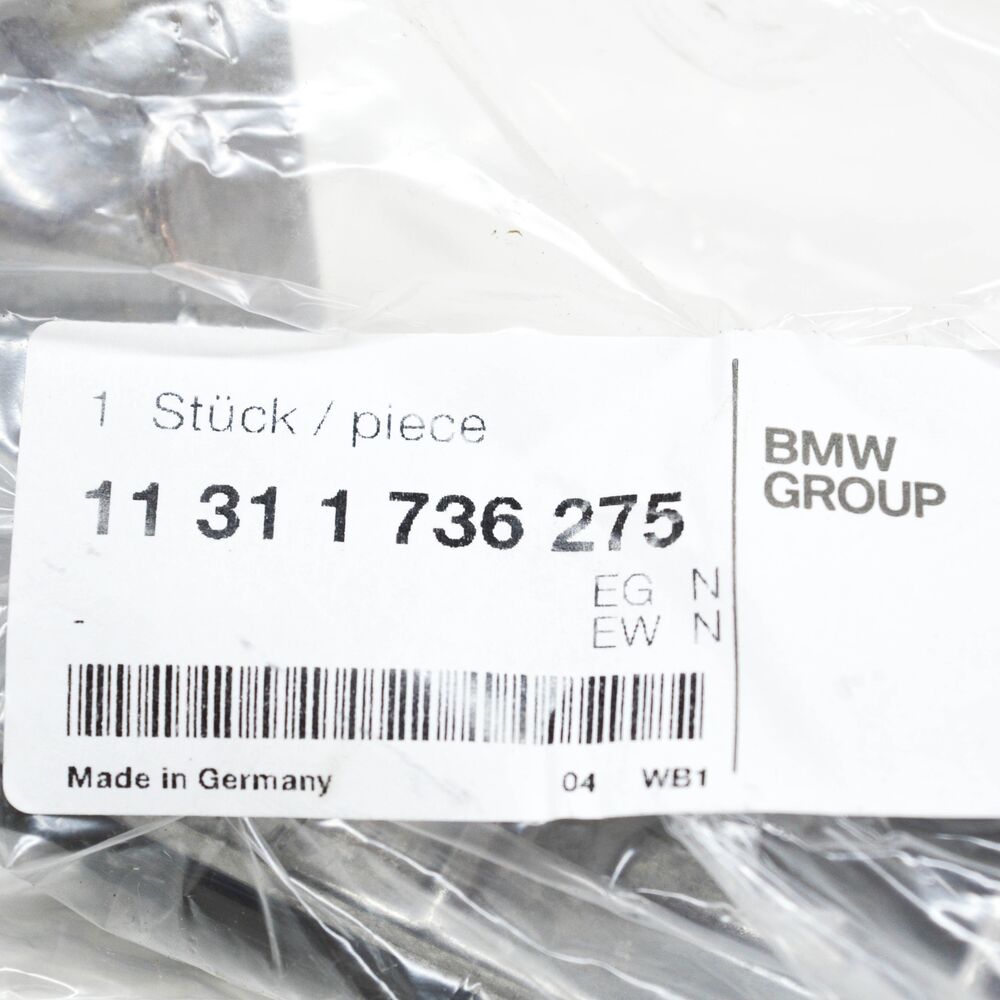 1 Stück / piece
11 31 1 736 275
EG N
EW N
-
Made in Germany 04 WB1
BMW
GROUP